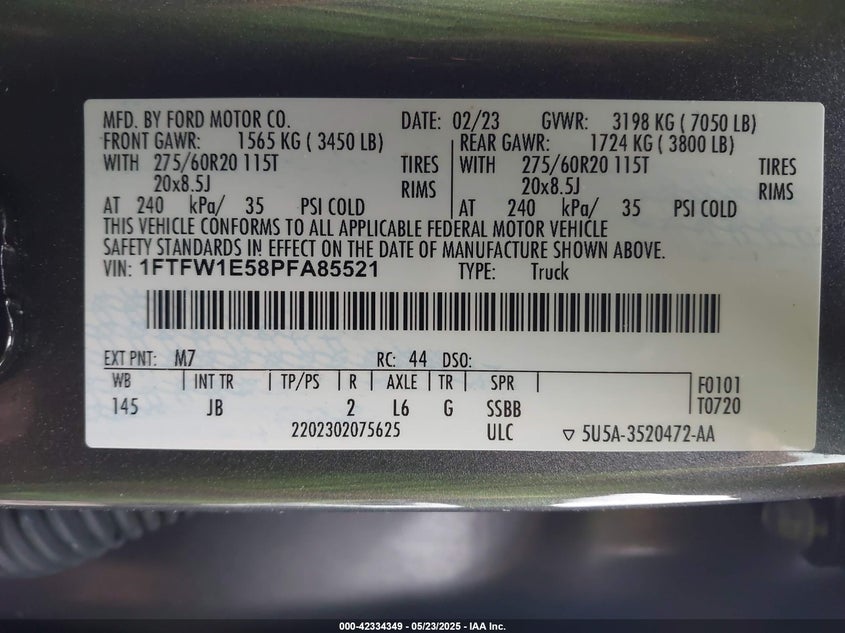 MFD. BY FORD MOTOR CO. DATE: 02/23 GVWR: 3198 KG ( 7050 LB)
FRONT GAWR: 1565 KG ( 3450 LB) REAR GAWR: 1724 KG ( 3800 LB)
WITH 275/60R20 115T TIRES WITH 275/60R20 115T TIRES
20x8.5J RIMS 20x8.5J RIMS
AT 240 kPa/ 35 PSI COLD AT 240 kPa/ 35 PSI COLD
THIS VEHICLE CONFORMS TO ALL APPLICABLE FEDERAL MOTOR VEHICLE
SAFETY STANDARDS IN EFFECT ON THE DATE OF MANUFACTURE SHOWN ABOVE.
VIN: 1FTFW1E58PFA85521 TYPE: Truck
EXT PNT: M7 RC: 44 DSO:
WB INT TR TP/PS R AXLE TR SPR F0101
145 JB 2 L6 G SSBB T0720
2202302075625 ULC ▽ 5U5A-3520472-AA
000-42334349 | 05/23/2025 - IAA Inc.